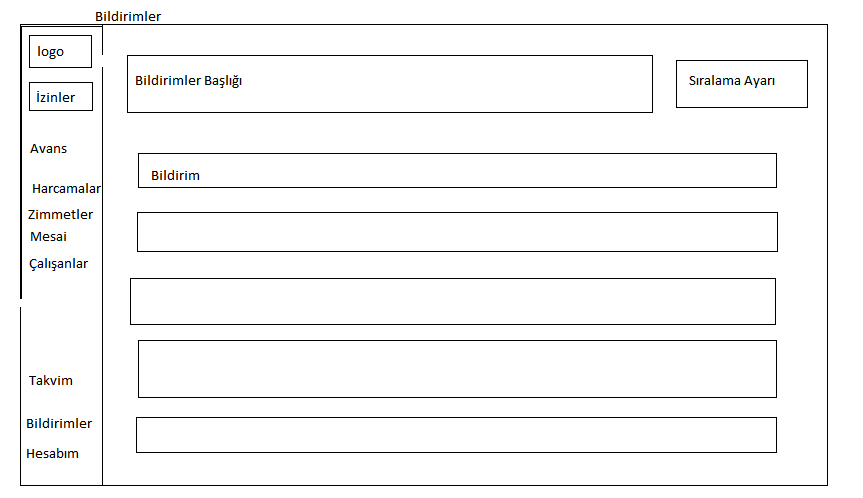 Bildirimler
logo
İzinler
Avans
Harcamalar
Zimmetler
Mesai
Çalışanlar
Takvim
Bildirimler
Hesabım
Bildirimler Başlığı
Sıralama Ayarı
Bildirim